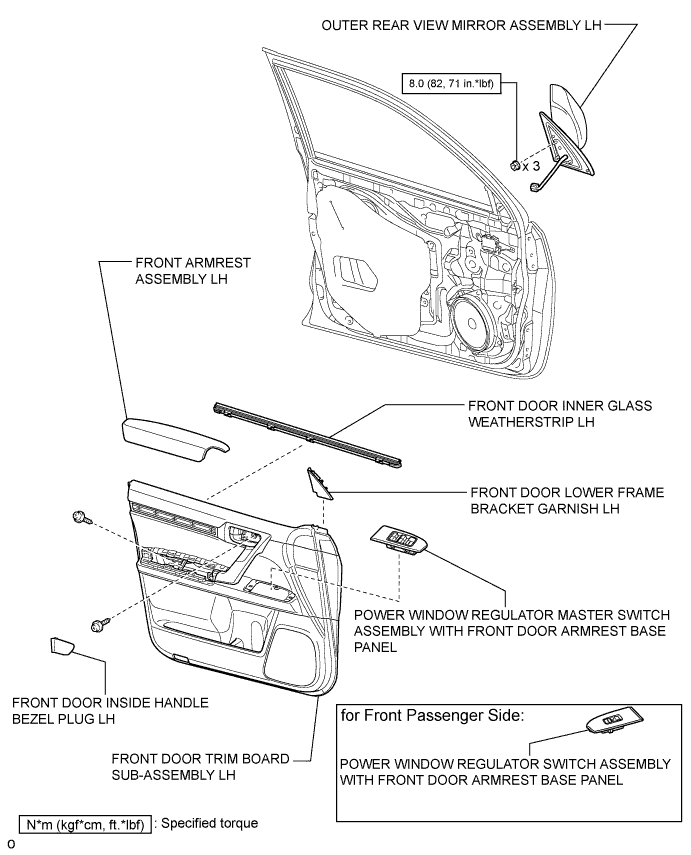 OUTER REAR VIEW MIRROR ASSEMBLY LH
8.0 (82, 71 in.*lbf)
x 3
FRONT ARMREST
ASSEMBLY LH
FRONT DOOR INNER GLASS
WEATHERSTRIP LH
FRONT DOOR LOWER FRAME
BRACKET GARNISH LH
POWER WINDOW REGULATOR MASTER SWITCH
ASSEMBLY WITH FRONT DOOR ARMREST BASE
PANEL
FRONT DOOR INSIDE HANDLE
BEZEL PLUG LH
FRONT DOOR TRIM BOARD
SUB-ASSEMBLY LH
for Front Passenger Side:
POWER WINDOW REGULATOR SWITCH ASSEMBLY
WITH FRONT DOOR ARMREST BASE PANEL
N*m (kgf*cm, ft.*lbf) : Specified torque
O